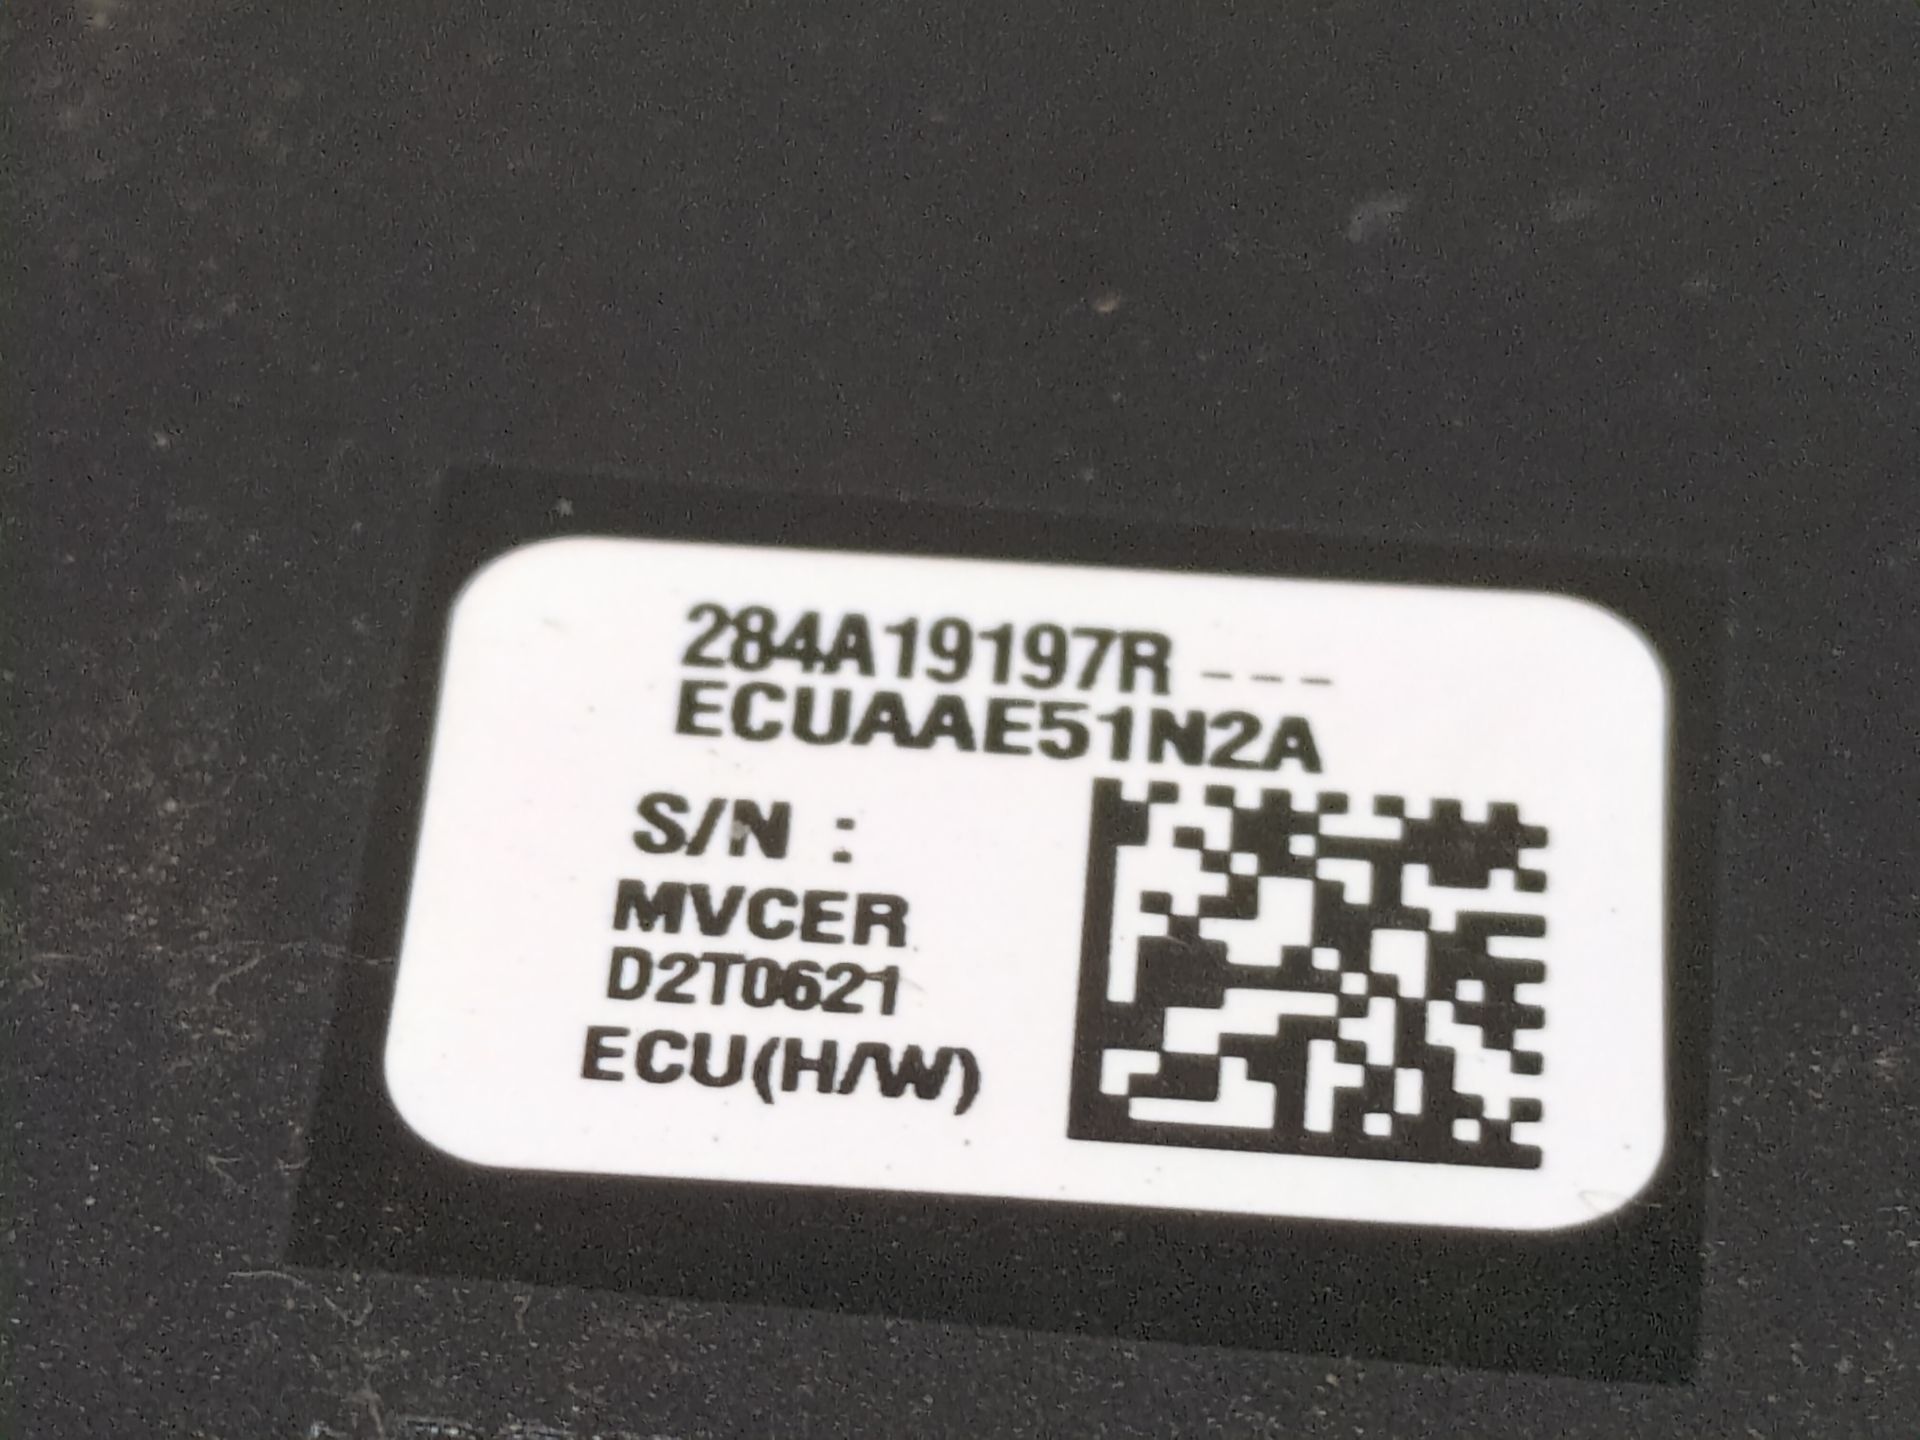 284A19197R ---
ECUAAE51N2A
S/N :
MVCER
D2T0621
ECU(H/W)